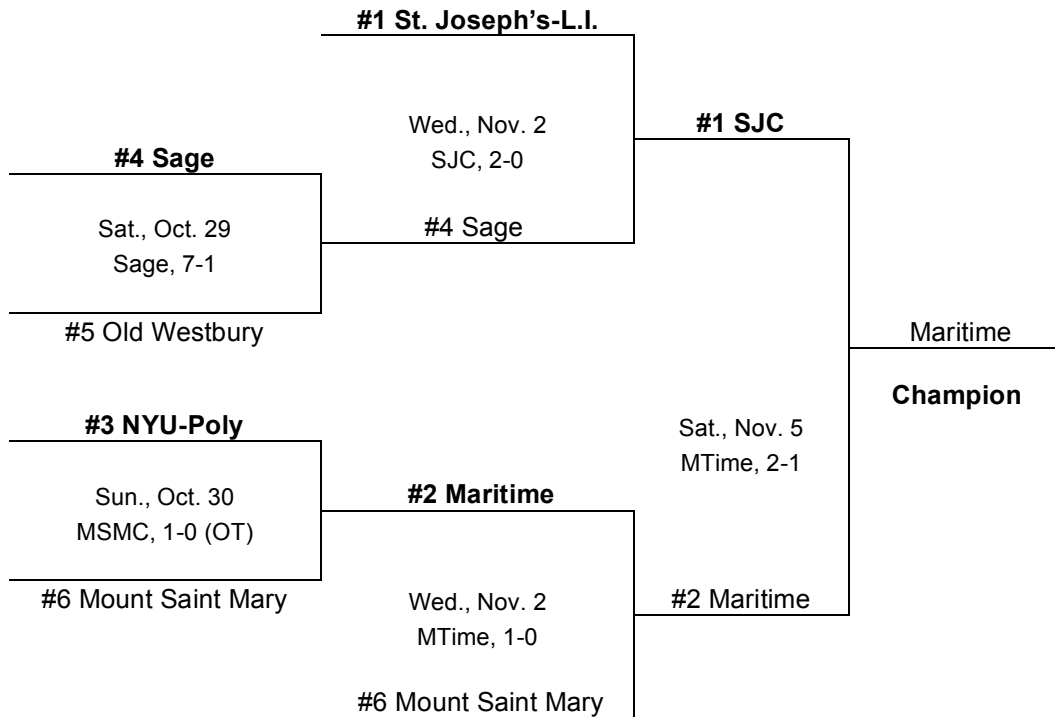 #1 St. Joseph’s-L.I.
Wed., Nov. 2
SJC, 2-0
#1 SJC
#4 Sage
Sat., Oct. 29
Sage, 7-1
#4 Sage
#5 Old Westbury
Maritime
Champion
#3 NYU-Poly
Sat., Nov. 5
MTime, 2-1
Sun., Oct. 30
MSMC, 1-0 (OT)
#2 Maritime
#6 Mount Saint Mary
Wed., Nov. 2
MTime, 1-0
#2 Maritime
#6 Mount Saint Mary